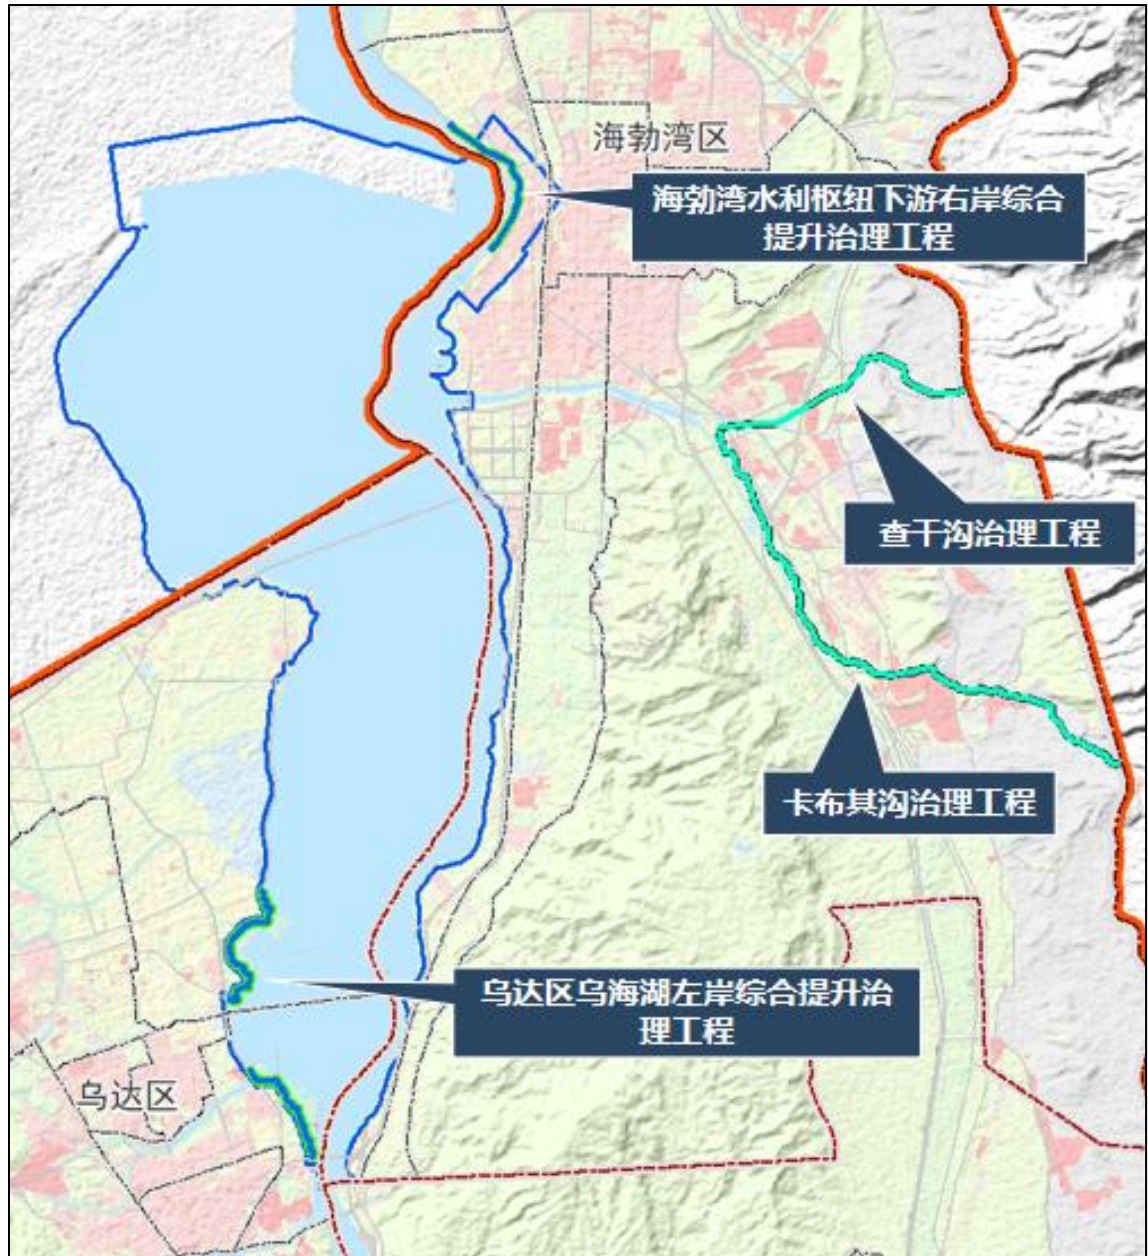 海勃湾区
海勃湾水利枢纽下游右岸综合
提升治理工程
查干沟治理工程
卡布其沟治理工程
乌达区乌海湖左岸综合提升治
理工程
乌达区